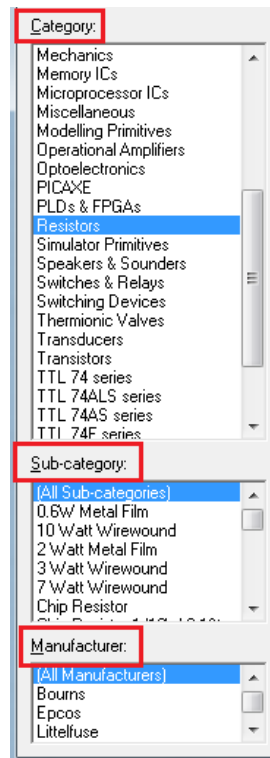 Category:
Mechanics
Memory ICs
Microprocessor ICs
Miscellaneous
Modelling Primitives
Operational Amplifiers
Optoelectronics
PICAXE
PLDs & FPGAs
Resistors
Simulator Primitives
Speakers & Sounders
Switches & Relays
Switching Devices
Thermionic Valves
Transducers
Transistors
TTL 74 series
TTL 74ALS series
TTL 74AS series
TTL 74F series
Sub-category:
(All Sub-categories)
0.6W Metal Film
10 Watt Wirewound
2 Watt Metal Film
3 Watt Wirewound
7 Watt Wirewound
Chip Resistor
Manufacturer:
(All Manufacturers)
Bourns
Epcos
Littelfuse